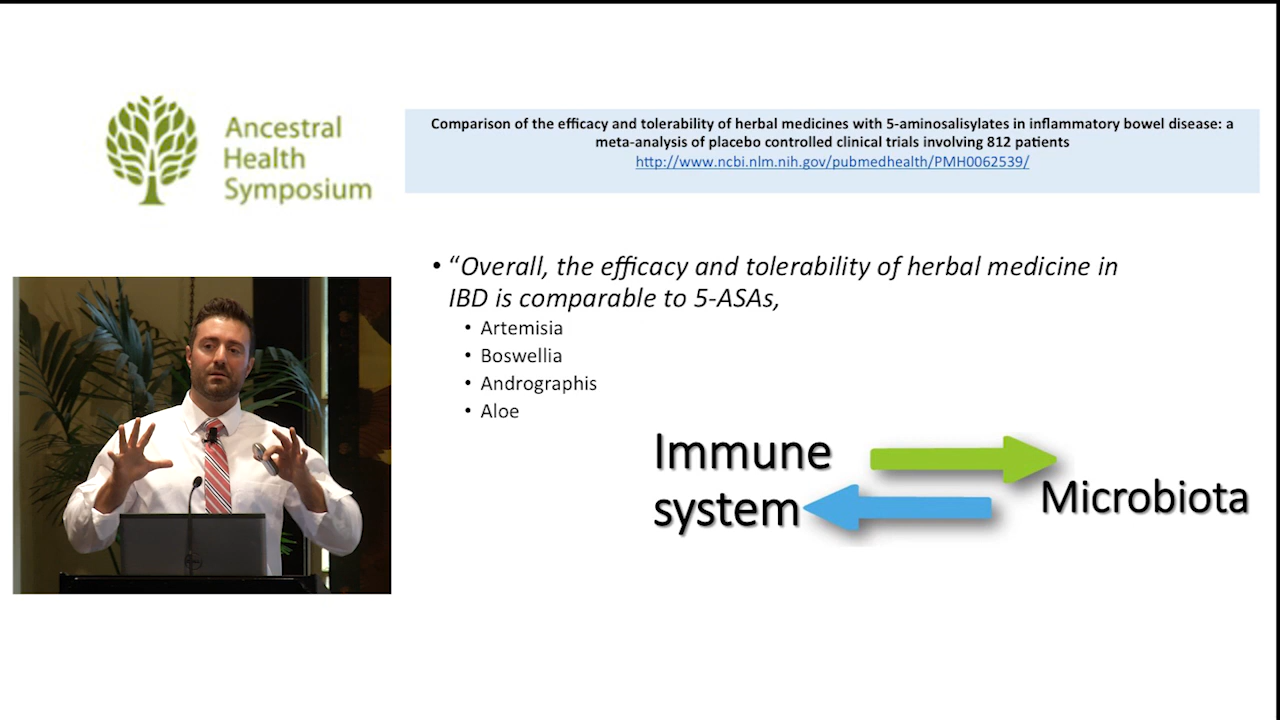 Ancestral
Health
Symposium
Comparison of the efficacy and tolerability of herbal medicines with 5-aminosalisylates in inflammatory bowel disease: a
meta-analysis of placebo controlled clinical trials involving 812 patients
http://www.ncbi.nlm.nih.gov/pubmedhealth/PMH0062539/
• “Overall, the efficacy and tolerability of herbal medicine in
IBD is comparable to 5-ASAs,
• Artemisia
• Boswellia
• Andrographis
• Aloe
Immune
system
Microbiota